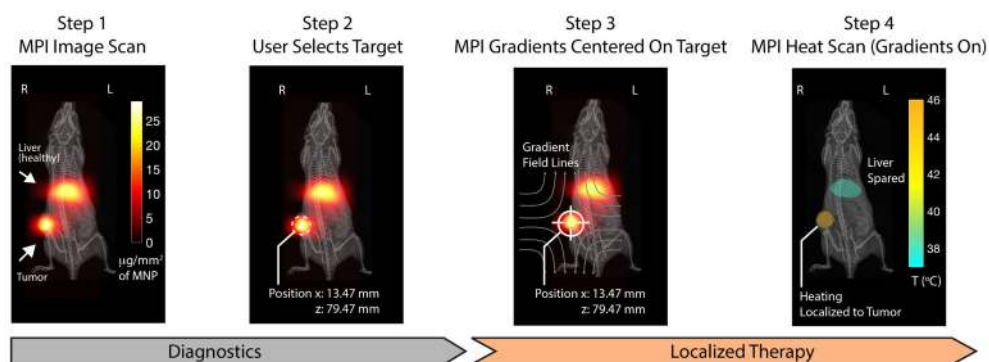 Step 1
MPI Image Scan
R
L
Liver
(healthy)
Tumor
25
20
15
10
5
0
µg/mm²
of MNP
Step 2
User Selects Target
R
L
Position x: 13.47 mm
z: 79.47 mm
Step 3
MPI Gradients Centered On Target
R
L
Gradient
Field Lines
Position x: 13.47 mm
z: 79.47 mm
Step 4
MPI Heat Scan (Gradients On)
R
L
Liver
Spared
46
44
42
40
38
T (°C)
Heating
Localized to Tumor
Diagnostics
Localized Therapy